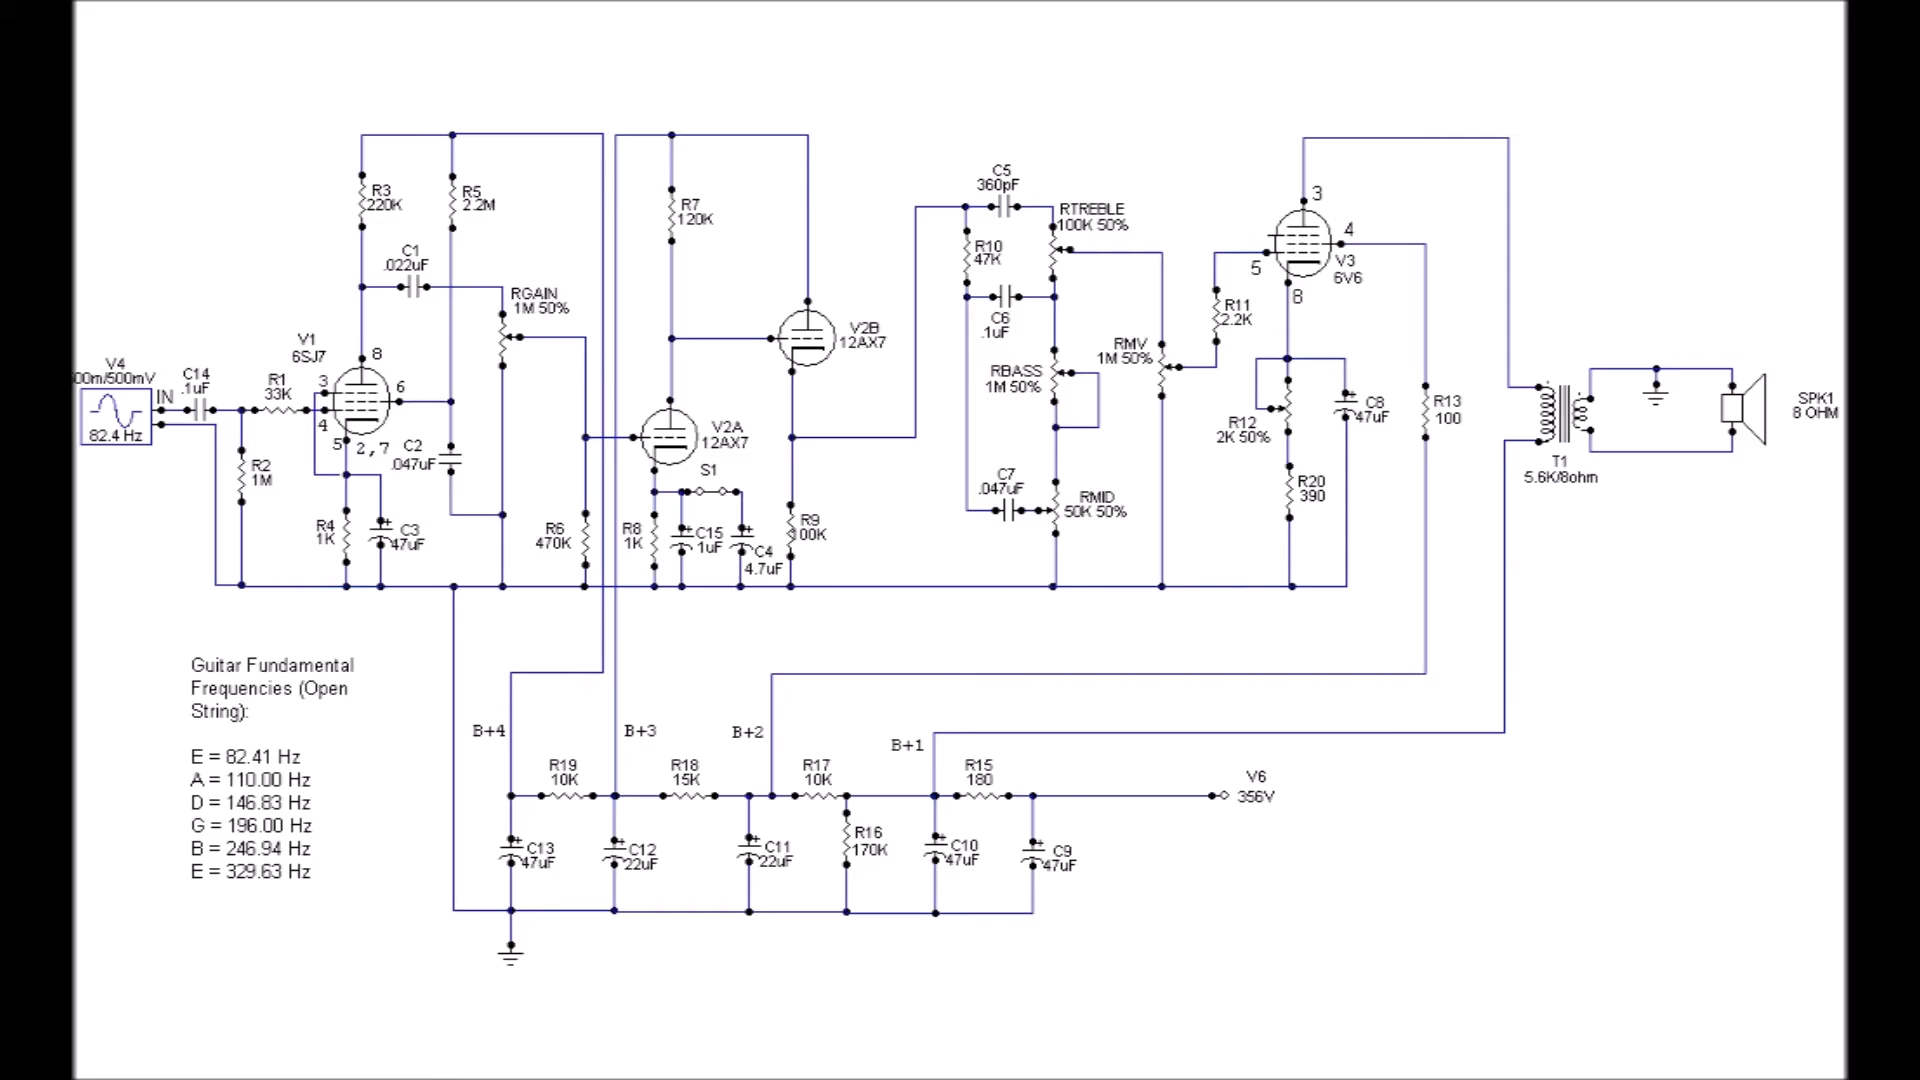 V4
00m/500mV
82.4 Hz
IN
C14
.1uF
R1
33K
R2
1M
V1
6SJ7
3
4
5
2,7
8
6
R3
220K
R5
2.2M
C1
.022uF
RGAIN
1M 50%
C2
.047uF
R4
1K
C3
47uF
R6
470K
R7
120K
V2A
12AX7
S1
R8
1K
C15
1uF
C4
4.7uF
V2B
12AX7
R9
100K
C5
360pF
RTREBLE
100K 50%
R10
47K
C6
.1uF
RBASS
1M 50%
C7
.047uF
RMID
50K 50%
RMV
1M 50%
R11
2.2K
3
4
5
8
V3
6V6
R12
2K 50%
C8
47uF
R20
390
R13
100
T1
5.6K/8ohm
SPK1
8 OHM
Guitar Fundamental
Frequencies (Open
String):
E = 82.41 Hz
A = 110.00 Hz
D = 146.83 Hz
G = 196.00 Hz
B = 246.94 Hz
E = 329.63 Hz
B+4
B+3
B+2
B+1
R19
10K
R18
15K
R17
10K
R15
180
V6
356V
C13
47uF
C12
22uF
C11
22uF
R16
170K
C10
47uF
C9
47uF